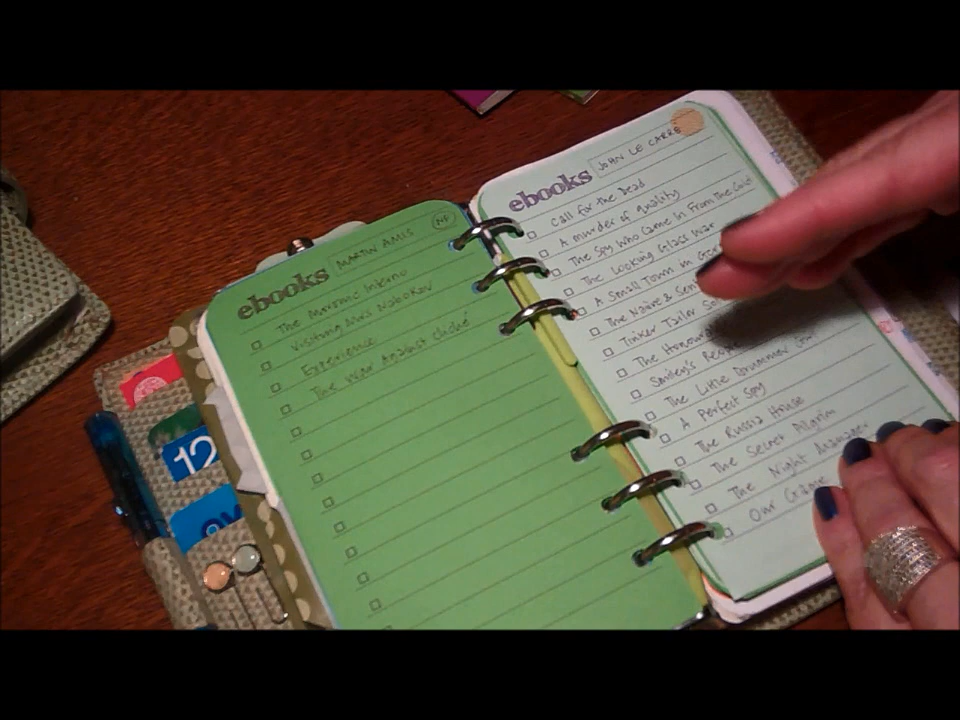 ebooks MARTIN AMIS NF
The Moronic Inferno
Visiting Mrs Nabokov
Experience
The War Against Cliché
ebooks JOHN LE CARRE
Call for the Dead
A murder of quality
The Spy Who Came In From The Cold
The Looking Glass War
A Small Town in
The Naive &
Tinker Tailor
The
Smiley's People
The Little Drummer Girl
A Perfect Spy
The Russia House
The Secret Pilgrim
The Night Manager
Our Game
12